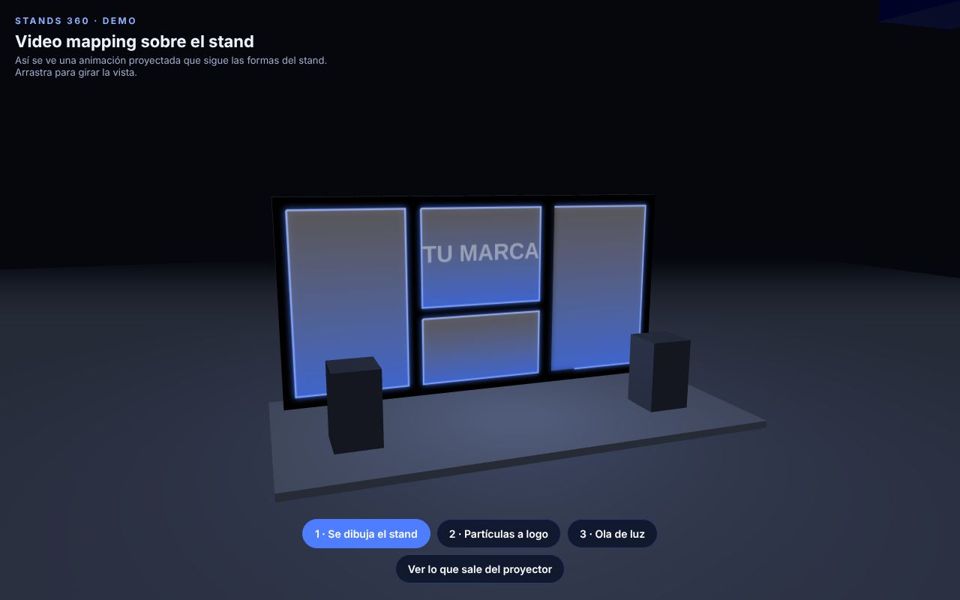 STANDS 360 · DEMO
Video mapping sobre el stand
Así se ve una animación proyectada que sigue las formas del stand.
Arrastra para girar la vista.
TU MARCA
1 · Se dibuja el stand
2 · Partículas a logo
3 · Ola de luz
Ver lo que sale del proyector